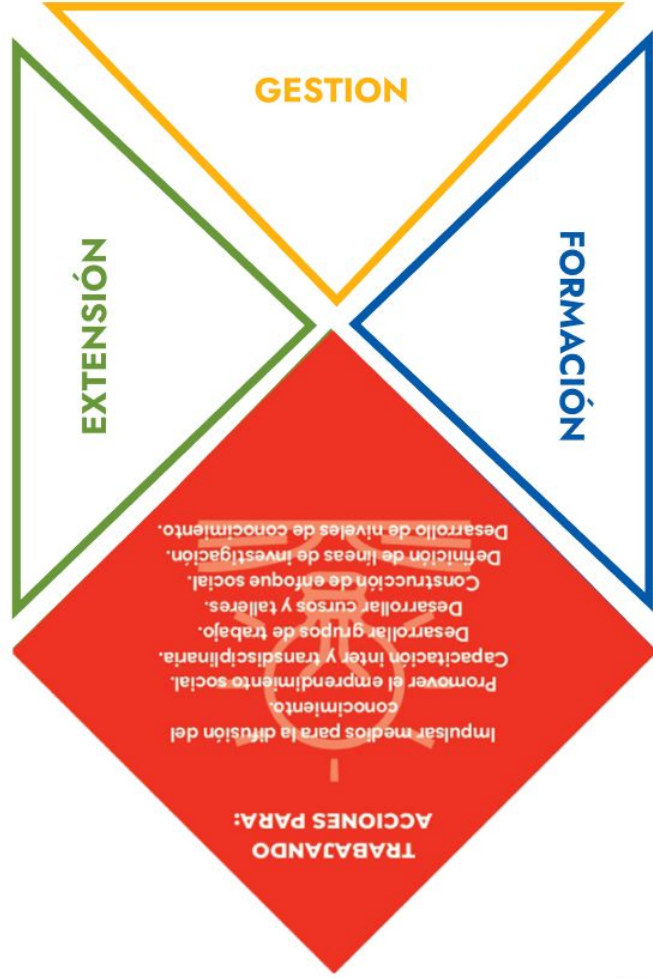 GESTION
EXTENSIÓN
FORMACIÓN
TRABAJANDO
ACCIONES PARA:
Impulsar medios para la difusión del
conocimiento.
Promover el emprendimiento social.
Capacitación inter y transdisciplinaria.
Desarrollar grupos de trabajo.
Desarrollar cursos y talleres.
Construcción de enfoque social.
Definición de lineas de investigación.
Desarrollo de niveles de conocimiento.